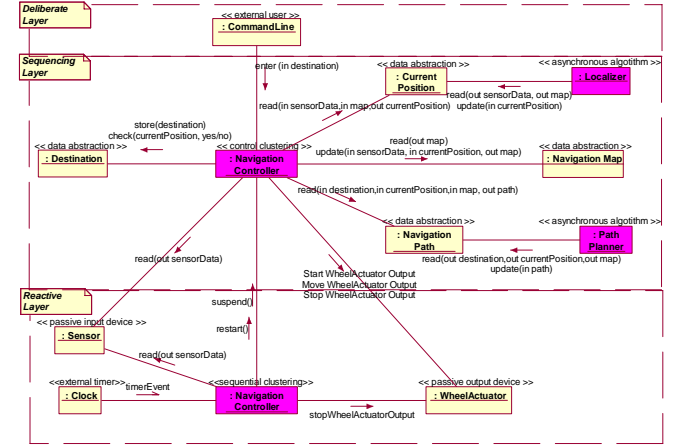 Deliberate
Layer
<< external user >>
: CommandLine
Sequencing
Layer
enter (in destination)
<< data abstraction >>
: Current
Position
<< asynchronous algotithm >>
: Localizer
read(out sensorData, out map)
update(in currentPosition)
read(in sensorData,in map,out currentPosition)
store(destination)
check(currentPosition, yes/no)
<< data abstraction >>
: Destination
<< control clustering>>
: Navigation
Controller
read(out map)
update(in sensorData, in currentPosition, out map)
<< data abstraction >>
: Navigation Map
read(in destination,in currentPosition,in map, out path)
<< data abstraction >>
: Navigation
Path
<< asynchronous algorithm >>
: Path
Planner
read(out destination,out currentPosition,out map)
update(in path)
read(out sensorData)
Start WheelActuator Output
Move WheelActuator Output
Stop WheelActuator Output
Reactive
Layer
suspend()
restart()
<< passive input device >>
: Sensor
read(out sensorData)
<<external timer>>
: Clock
timerEvent
<<sequential clustering>>
: Navigation
Controller
stopWheelActuatorOutput
<< passive output device >>
: WheelActuator